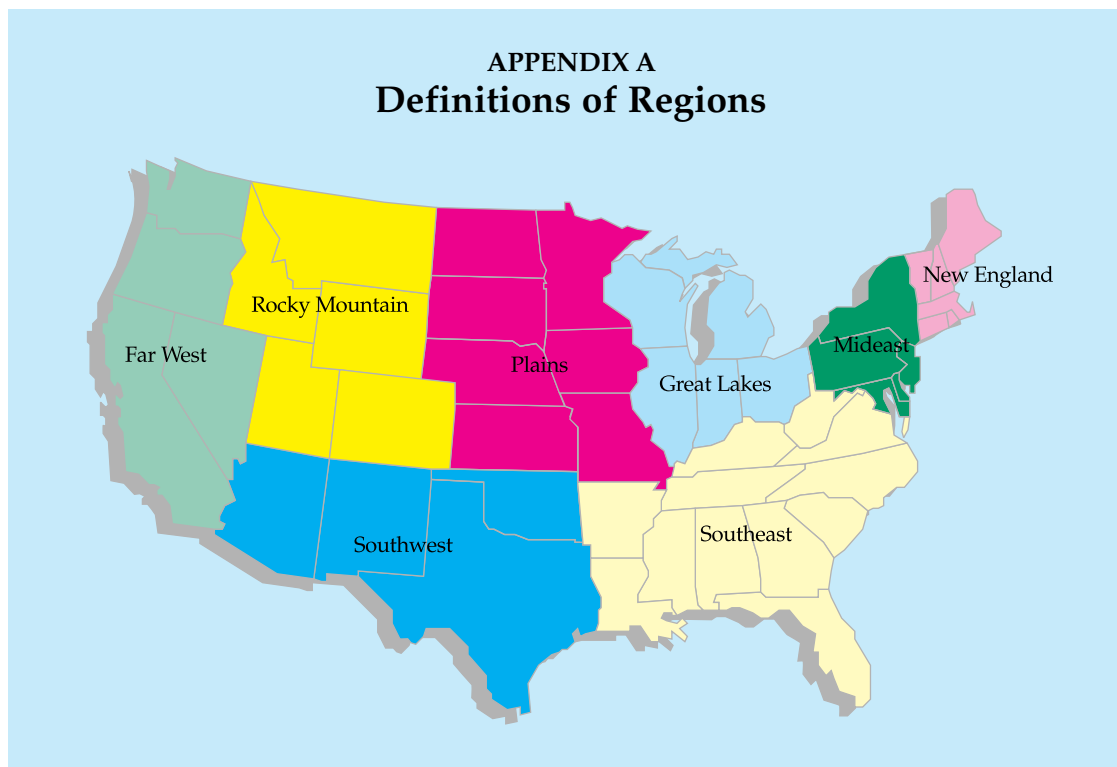 APPENDIX A
Definitions of Regions
New England
Rocky Mountain
Mideast
Far West
Plains
Great Lakes
Southeast
Southwest